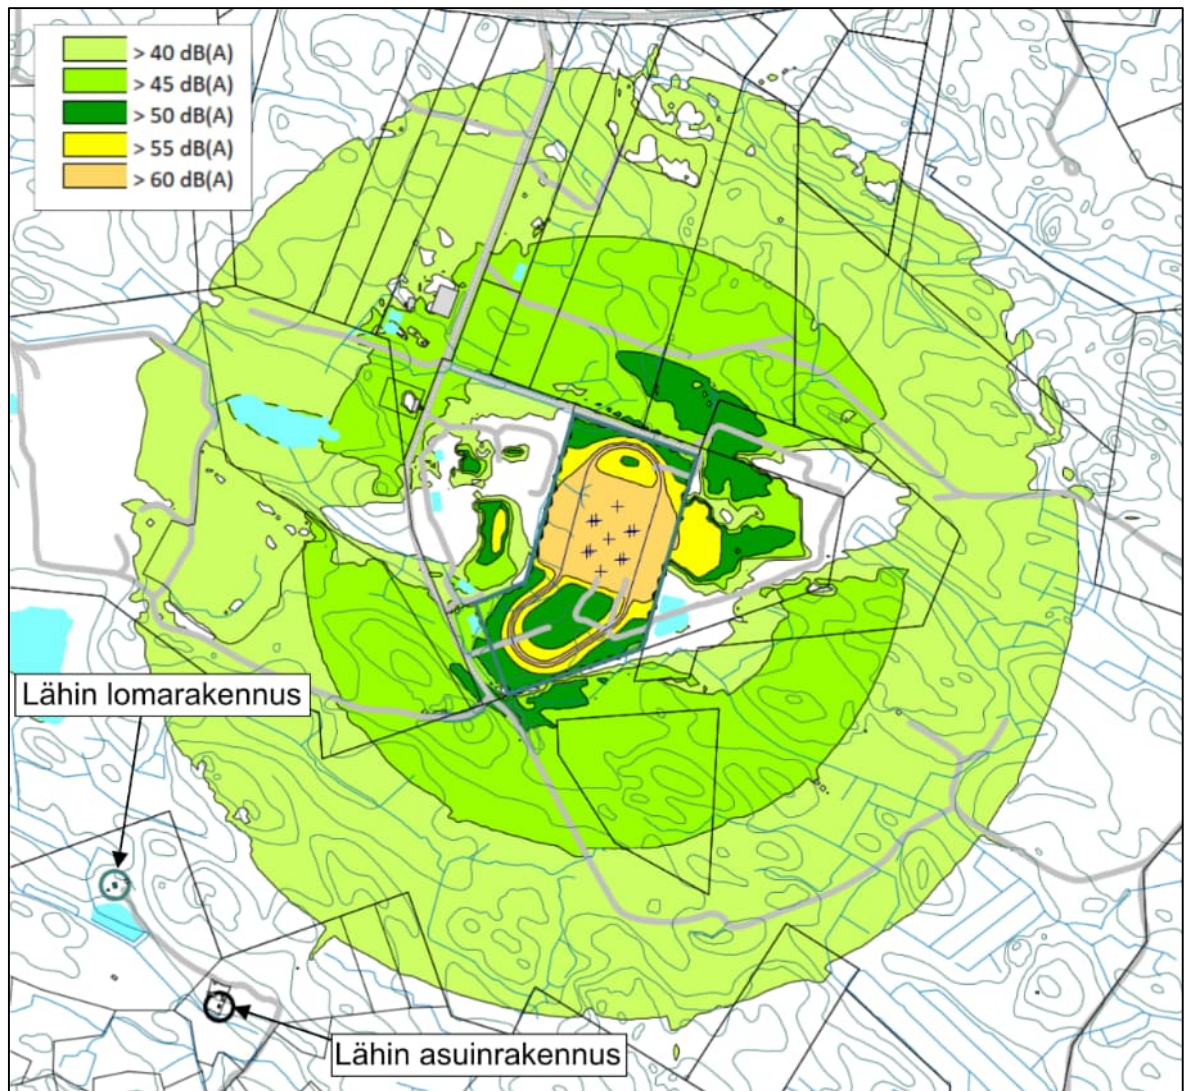 > 40 dB(A)
> 45 dB(A)
> 50 dB(A)
> 55 dB(A)
> 60 dB(A)
Lähin lomarakennus
Lähin asuinrakennus